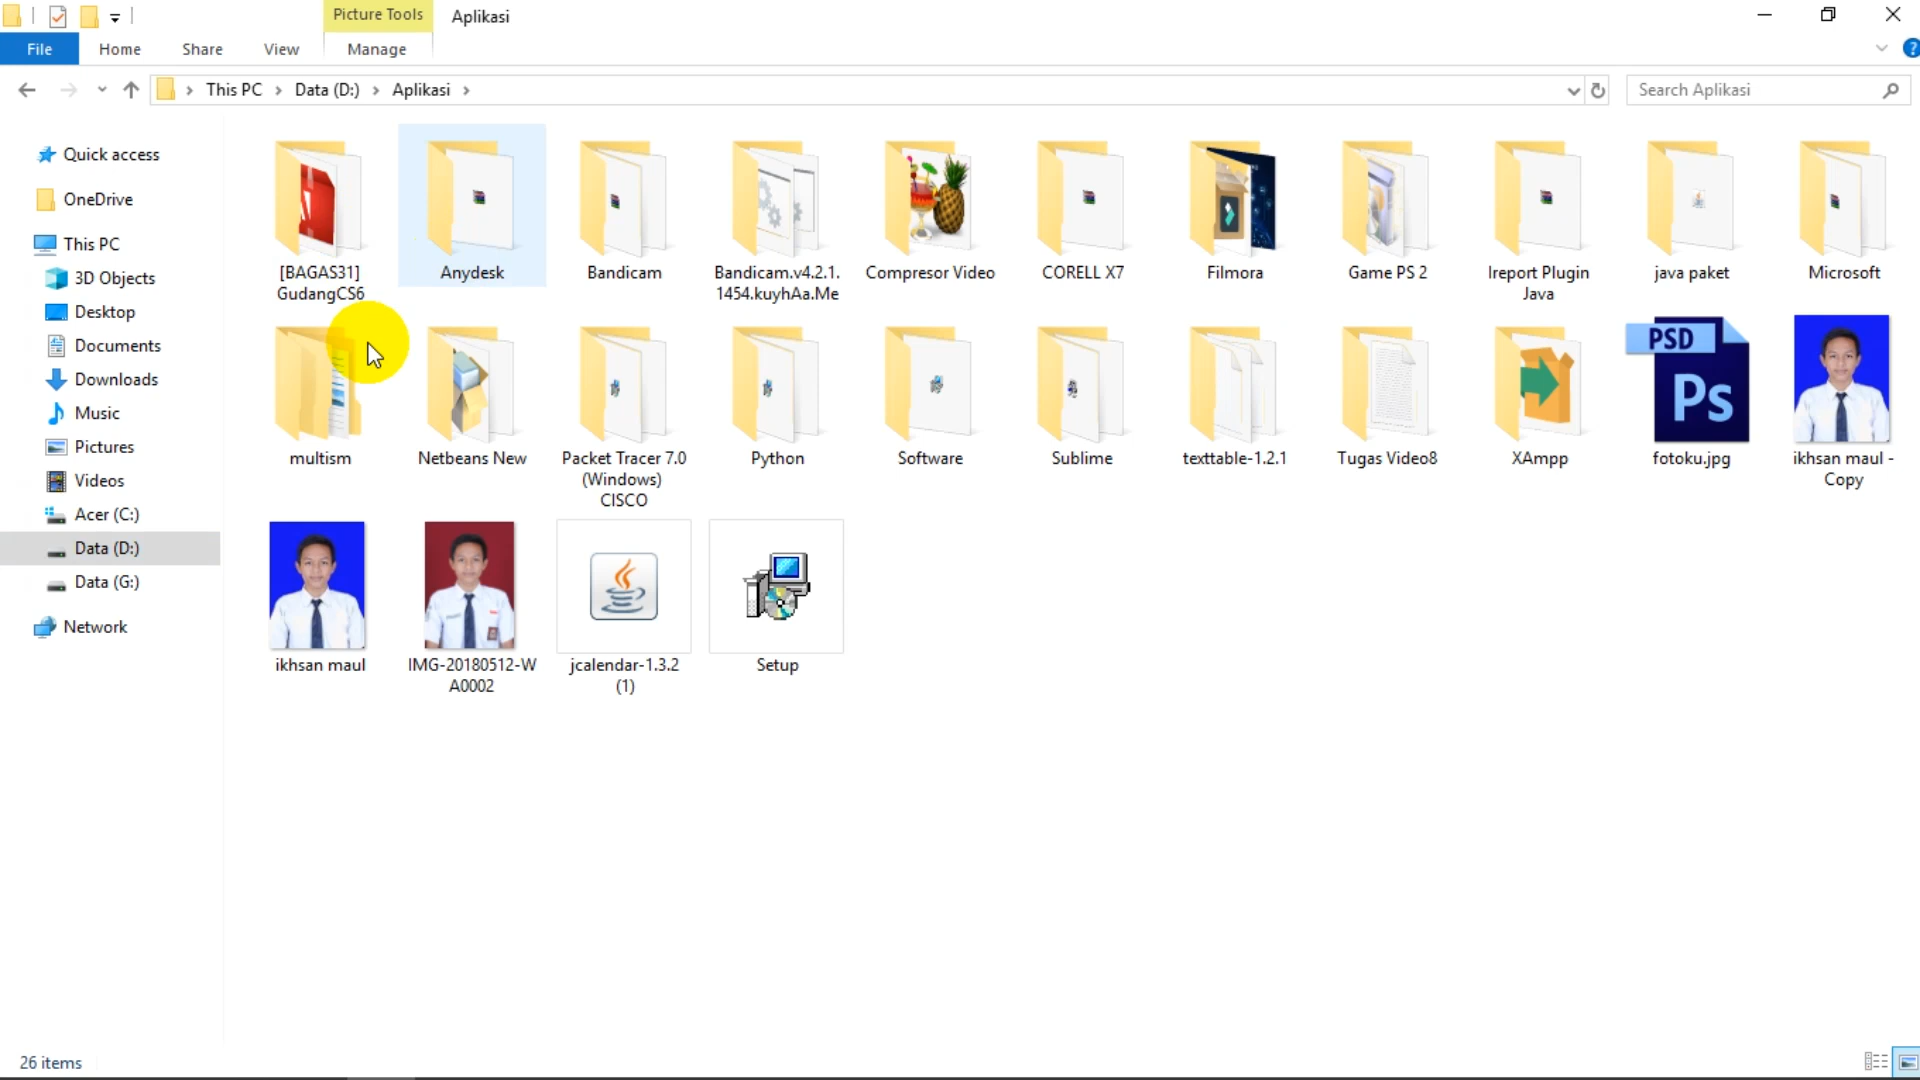 Picture Tools
Aplikasi
File
Home
Share
View
Manage
This PC
Data (D:)
Aplikasi
Search Aplikasi
Quick access
OneDrive
This PC
3D Objects
Desktop
Documents
Downloads
Music
Pictures
Videos
Acer (C:)
Data (D:)
Data (G:)
Network
[BAGAS31]
GudangCS6
Anydesk
Bandicam
Bandicam.v4.2.1.
1454.kuyhAa.Me
Compresor Video
CORELL X7
Filmora
Game PS 2
Ireport Plugin
Java
java paket
Microsoft
multism
Netbeans New
Packet Tracer 7.0
(Windows)
CISCO
Python
Software
Sublime
texttable-1.2.1
Tugas Video8
XAmpp
PSD
Ps
fotoku.jpg
ikhsan maul -
Copy
ikhsan maul
IMG-20180512-W
A0002
jcalendar-1.3.2
(1)
Setup
26 items